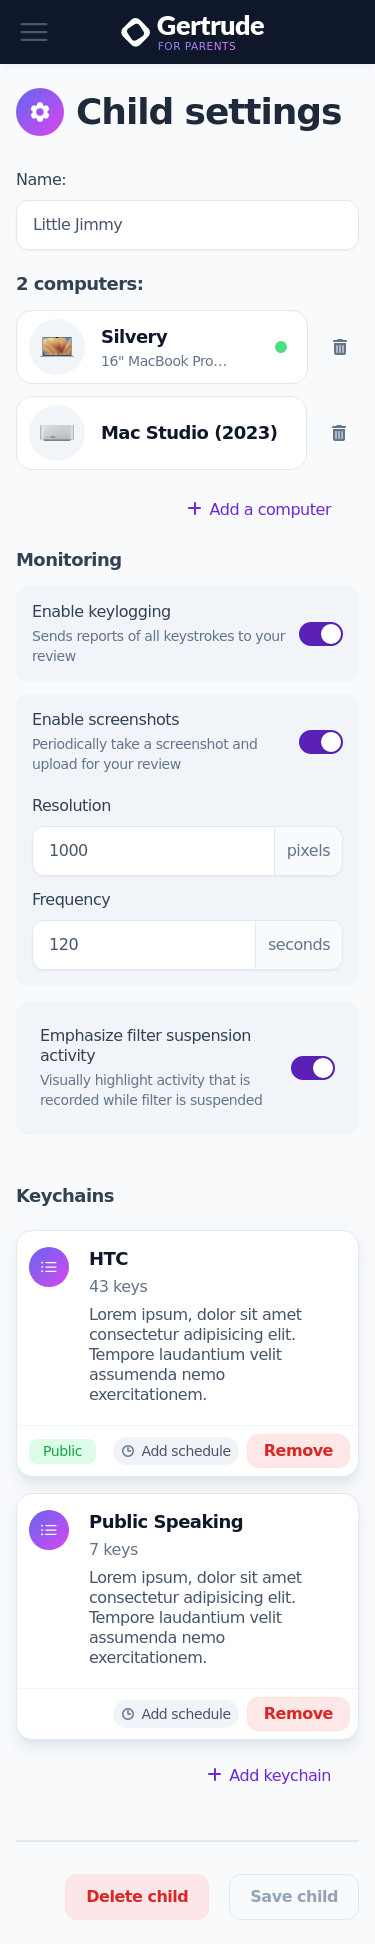 Gertrude
FOR PARENTS
Child settings
Name:
Little Jimmy
2 computers:
Silvery
16" MacBook Pro...
Mac Studio (2023)
+ Add a computer
Monitoring
Enable keylogging
Sends reports of all keystrokes to your
review
Enable screenshots
Periodically take a screenshot and
upload for your review
Resolution
1000 pixels
Frequency
120 seconds
Emphasize filter suspension
activity
Visually highlight activity that is
recorded while filter is suspended
Keychains
HTC
43 keys
Lorem ipsum, dolor sit amet
consectetur adipisicing elit.
Tempore laudantium velit
assumenda nemo
exercitationem.
Public Add schedule Remove
Public Speaking
7 keys
Lorem ipsum, dolor sit amet
consectetur adipisicing elit.
Tempore laudantium velit
assumenda nemo
exercitationem.
Add schedule Remove
+ Add keychain
Delete child Save child